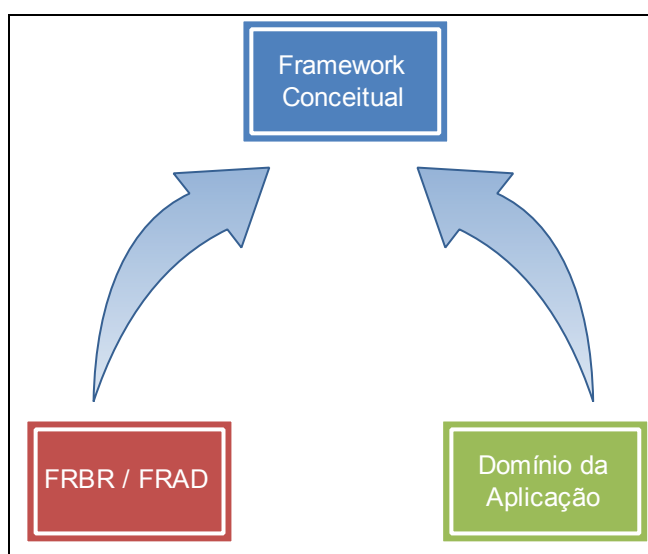 Framework
Conceitual
FRBR / FRAD
Domínio da
Aplicação